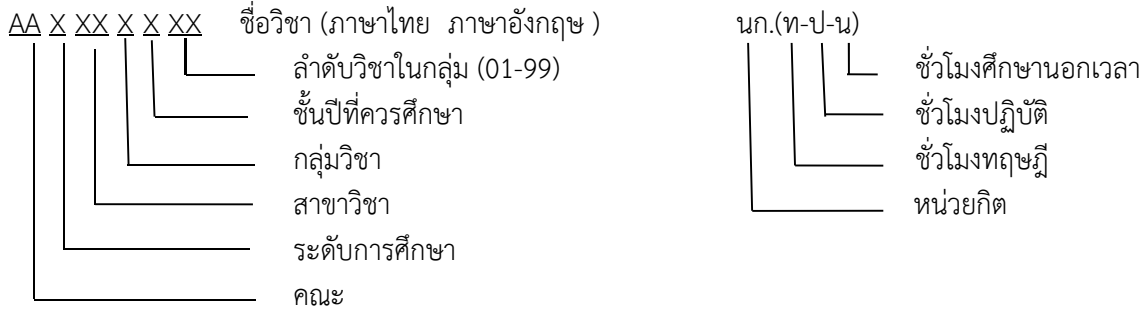 AA X XX X X XX ชื่อวิชา (ภาษาไทย ภาษาอังกฤษ ) นก.(ท-ป-น)
ลำดับวิชาในกลุ่ม (01-99) ชั่วโมงศึกษานอกเวลา
ชั้นปีที่ควรศึกษา ชั่วโมงปฏิบัติ
กลุ่มวิชา ชั่วโมงทฤษฎี
สาขาวิชา หน่วยกิต
ระดับการศึกษา
คณะ